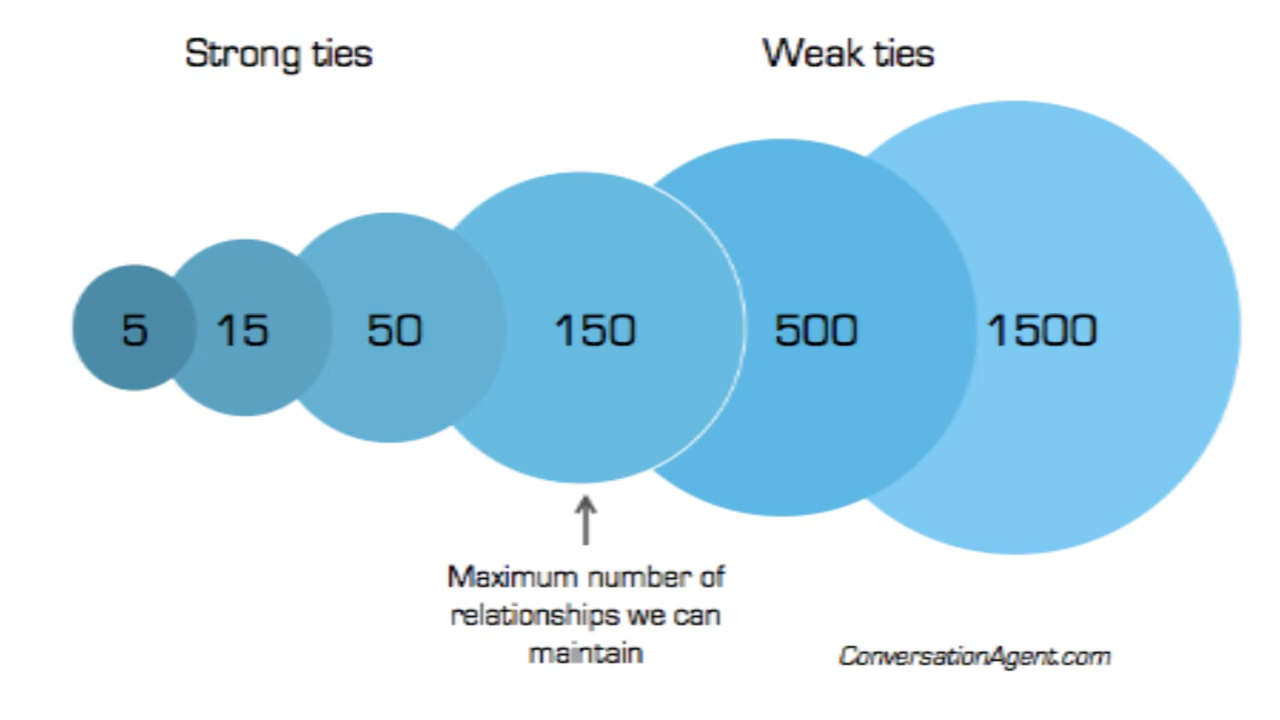 Strong ties
Weak ties
5
15
50
150
500
1500
Maximum number of
relationships we can
maintain
ConversationAgent.com